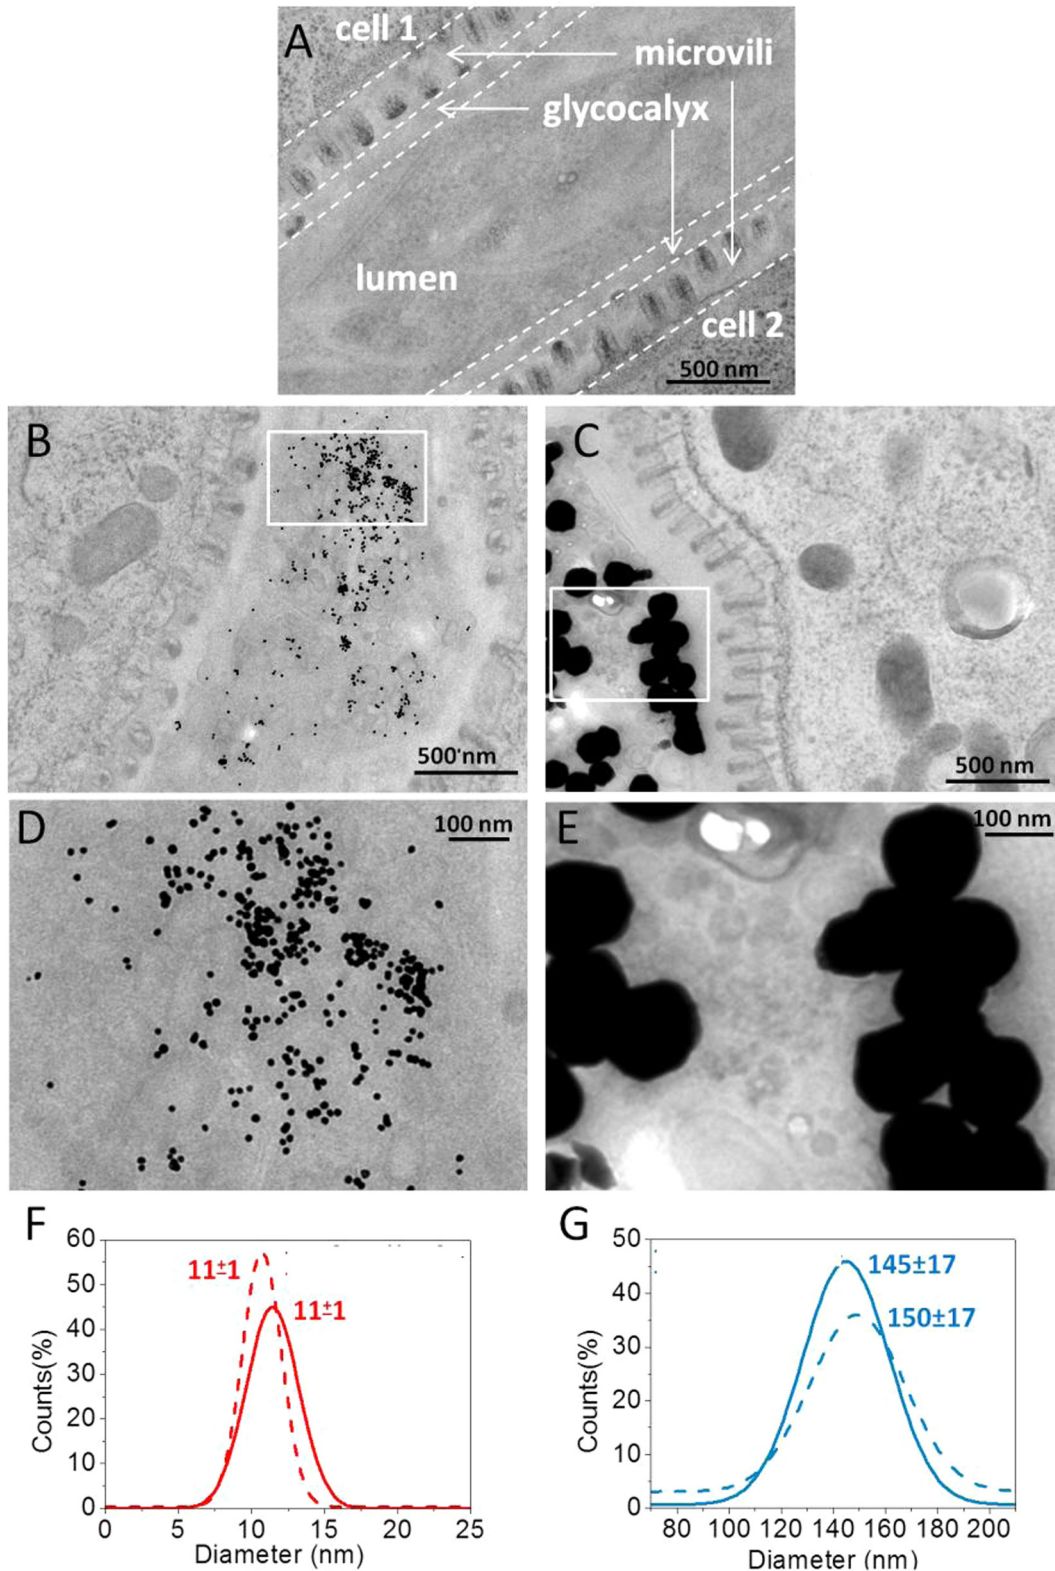 A
cell 1
microvili
glycocalyx
lumen
cell 2
500 nm
B
500 nm
C
500 nm
D
100 nm
E
100 nm
F
60
50
40
30
20
10
0
Counts(%)
11±1
11±1
0 5 10 15 20 25
Diameter (nm)
G
50
40
30
20
10
0
Counts(%)
145±17
150±17
80 100 120 140 160 180 200
Diameter (nm)